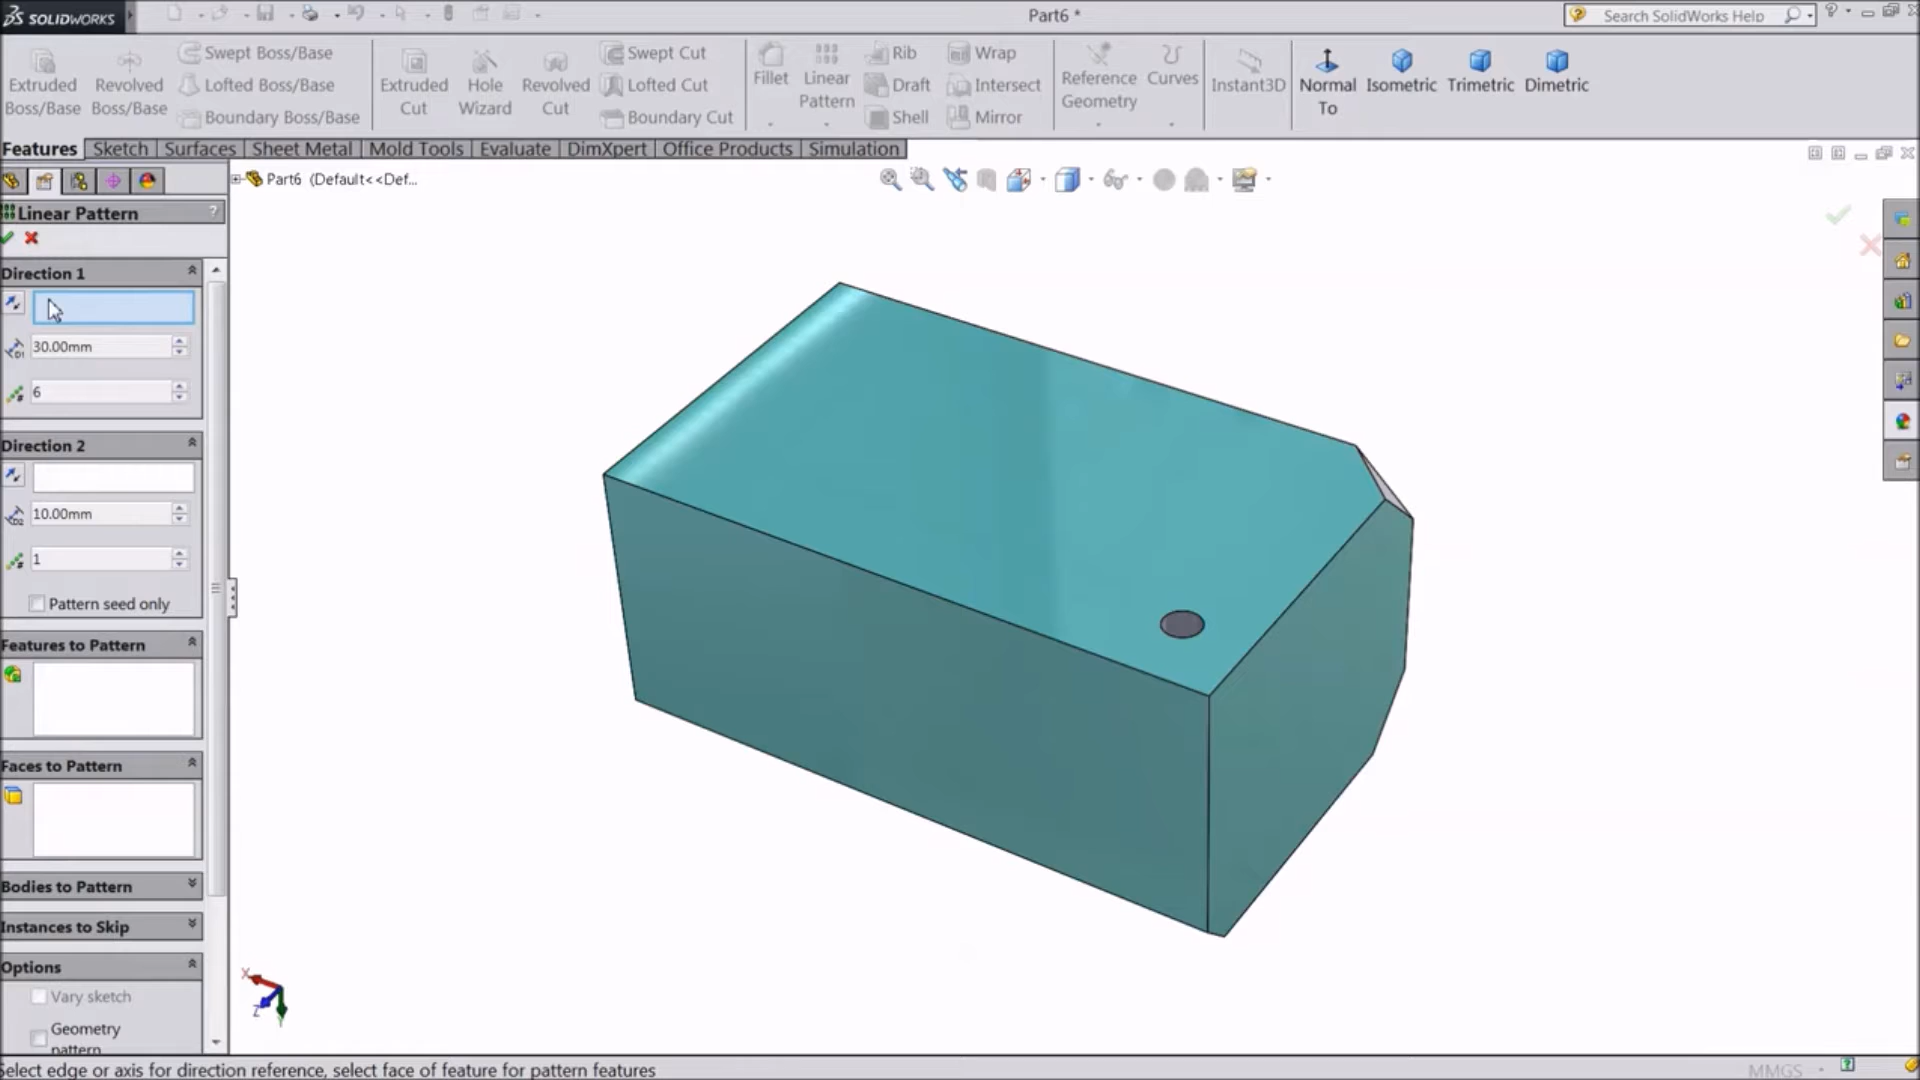 SOLIDWORKS
Part6 *
Search SolidWorks Help
Extruded Boss/Base
Revolved Boss/Base
Swept Boss/Base
Lofted Boss/Base
Boundary Boss/Base
Extruded Cut
Hole Wizard
Revolved Cut
Swept Cut
Lofted Cut
Boundary Cut
Fillet
Linear Pattern
Rib
Draft
Shell
Wrap
Intersect
Mirror
Reference Geometry
Curves
Instant3D
Normal To
Isometric
Trimetric
Dimetric
Features
Sketch
Surfaces
Sheet Metal
Mold Tools
Evaluate
DimXpert
Office Products
Simulation
Part6 (Default<<Def...
Linear Pattern
?
Direction 1
30.00mm
6
Direction 2
10.00mm
1
Pattern seed only
Features to Pattern
Faces to Pattern
Bodies to Pattern
Instances to Skip
Options
Vary sketch
Geometry
pattern
X
Z
Y
Select edge or axis for direction reference, select face of feature for pattern features
MMGS